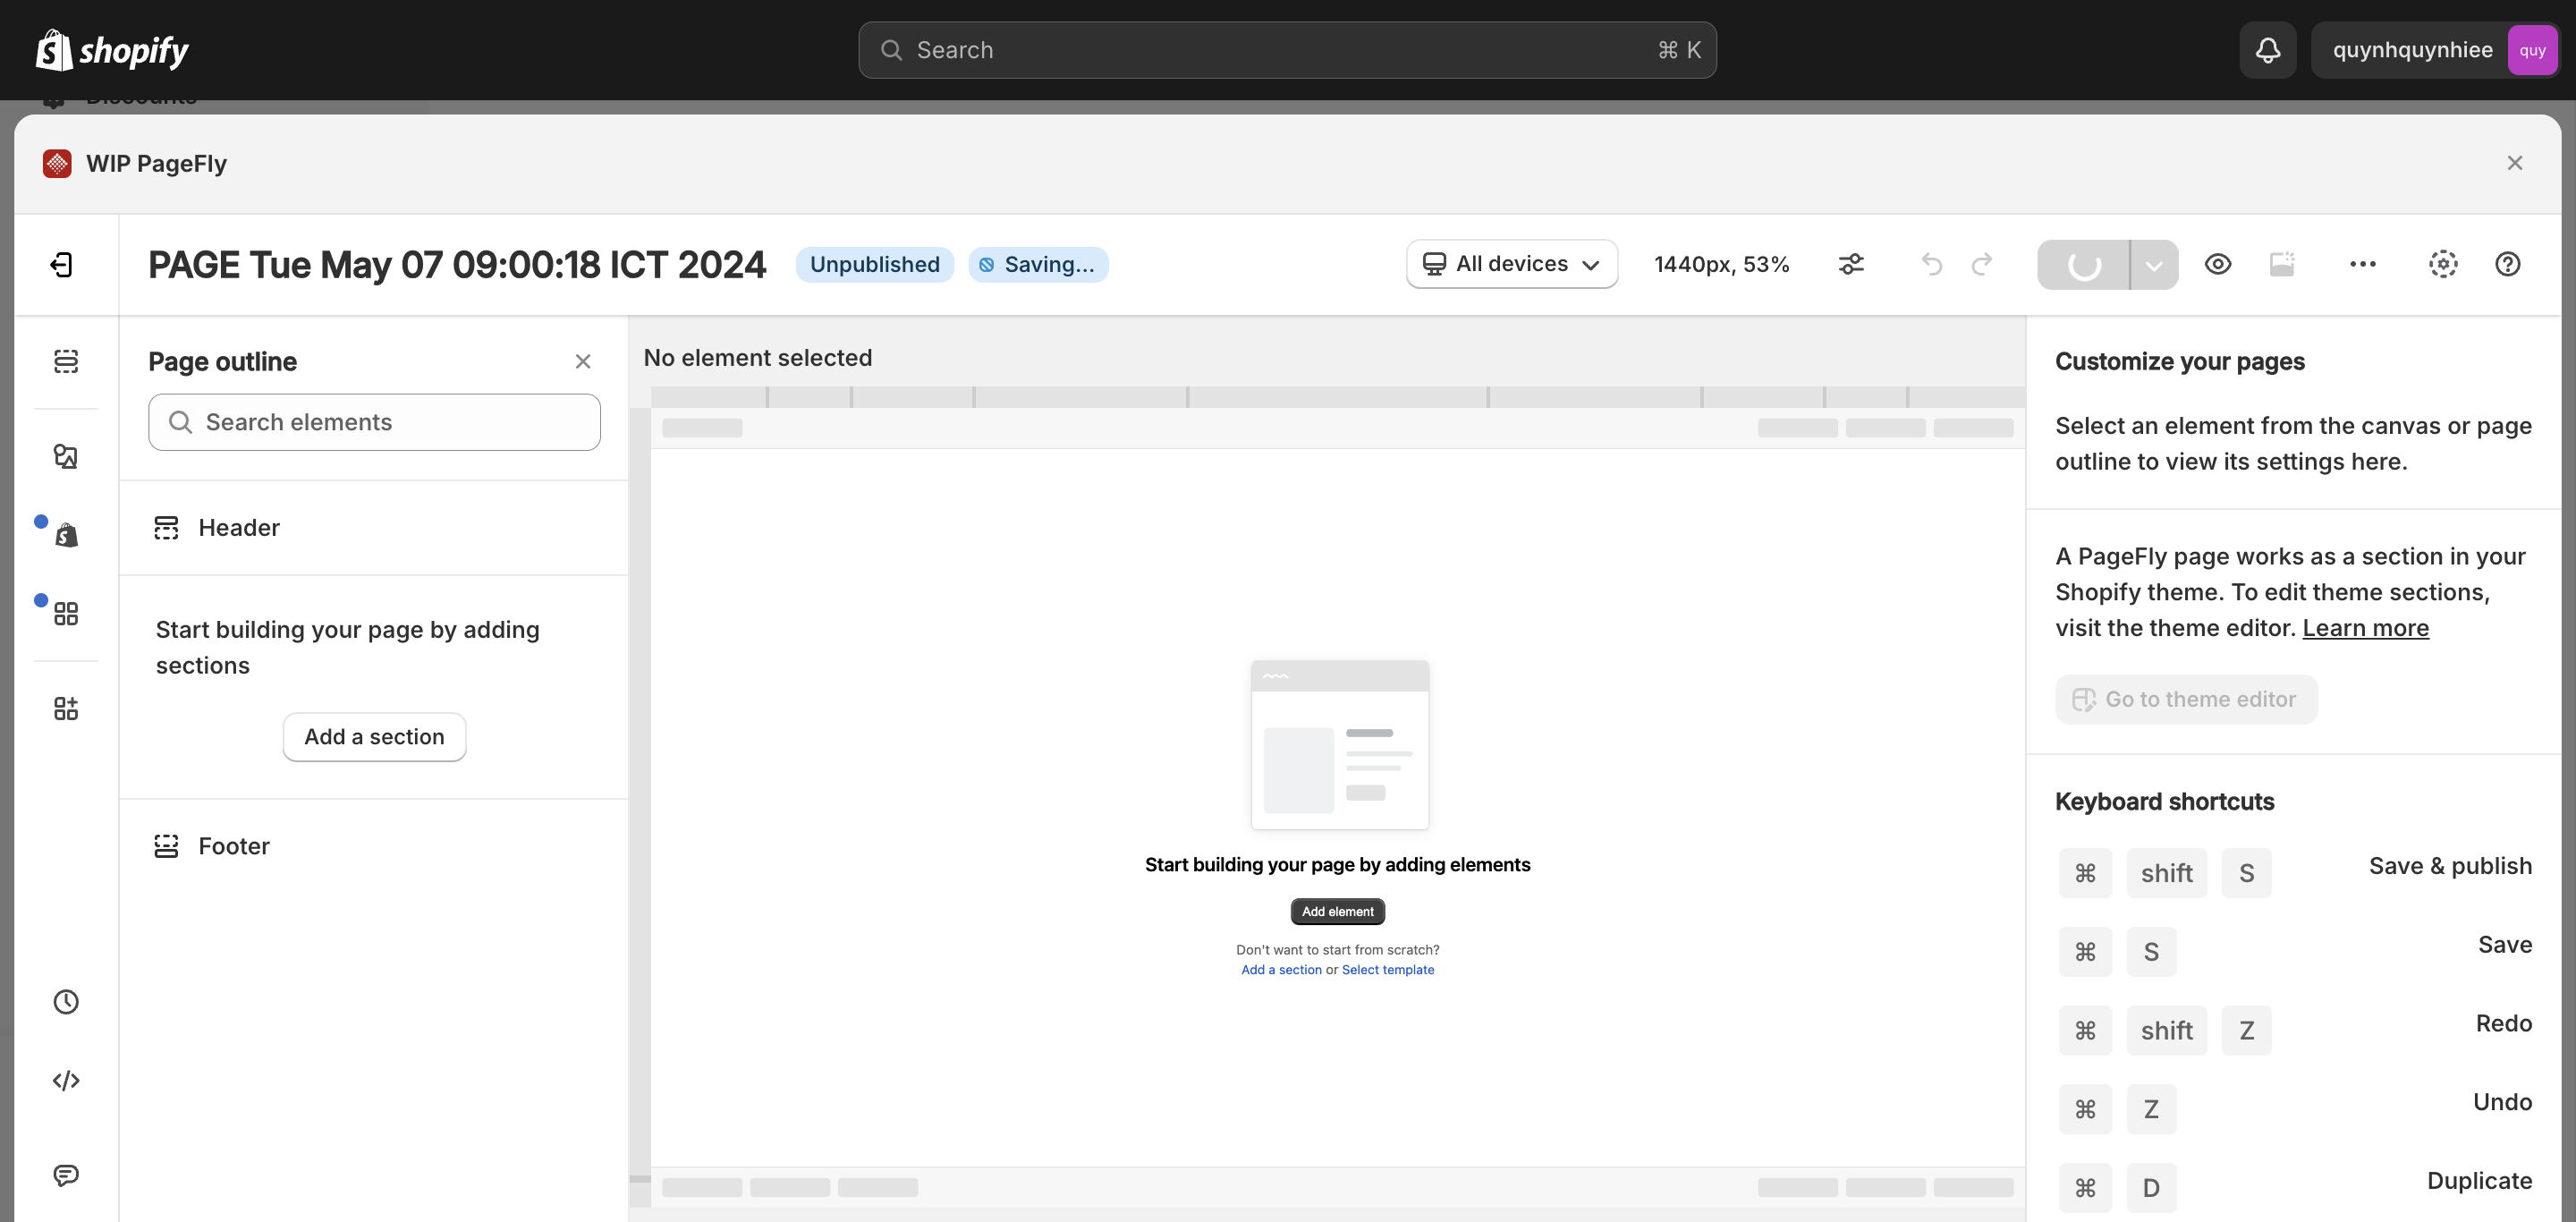 shopify
Search
⌘ K
quynhquynhiee
quy
Discounts
WIP PageFly
PAGE Tue May 07 09:00:18 ICT 2024
Unpublished
Saving...
All devices
1440px, 53%
Page outline
Search elements
Header
Start building your page by adding
sections
Add a section
Footer
No element selected
Start building your page by adding elements
Add element
Don't want to start from scratch?
Add a section or Select template
Customize your pages
Select an element from the canvas or page
outline to view its settings here.
A PageFly page works as a section in your
Shopify theme. To edit theme sections,
visit the theme editor. Learn more
Go to theme editor
Keyboard shortcuts
⌘ shift S Save & publish
⌘ S Save
⌘ shift Z Redo
⌘ Z Undo
⌘ D Duplicate